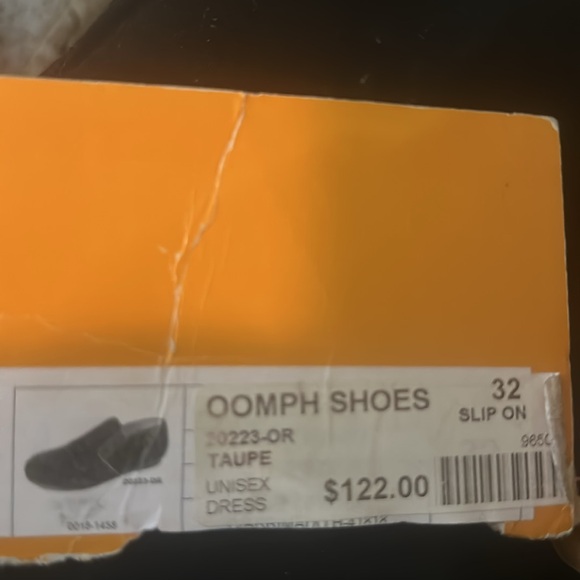 OOMPH SHOES
32
SLIP ON
20223-OR
TAUPE
UNISEX
DRESS
$122.00